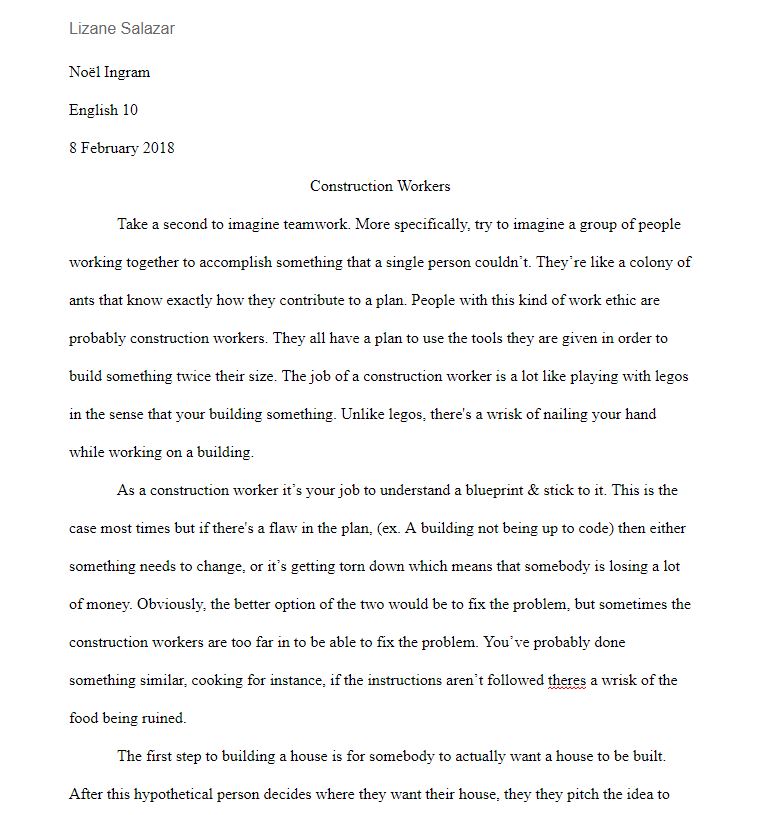 Lizane Salazar
Noël Ingram
English 10
8 February 2018
Construction Workers
Take a second to imagine teamwork. More specifically, try to imagine a group of people
working together to accomplish something that a single person couldn’t. They’re like a colony of
ants that know exactly how they contribute to a plan. People with this kind of work ethic are
probably construction workers. They all have a plan to use the tools they are given in order to
build something twice their size. The job of a construction worker is a lot like playing with legos
in the sense that your building something. Unlike legos, there's a wrisk of nailing your hand
while working on a building.
As a construction worker it’s your job to understand a blueprint & stick to it. This is the
case most times but if there's a flaw in the plan, (ex. A building not being up to code) then either
something needs to change, or it’s getting torn down which means that somebody is losing a lot
of money. Obviously, the better option of the two would be to fix the problem, but sometimes the
construction workers are too far in to be able to fix the problem. You’ve probably done
something similar, cooking for instance, if the instructions aren’t followed theres a wrisk of the
food being ruined.
The first step to building a house is for somebody to actually want a house to be built.
After this hypothetical person decides where they want their house, they they pitch the idea to